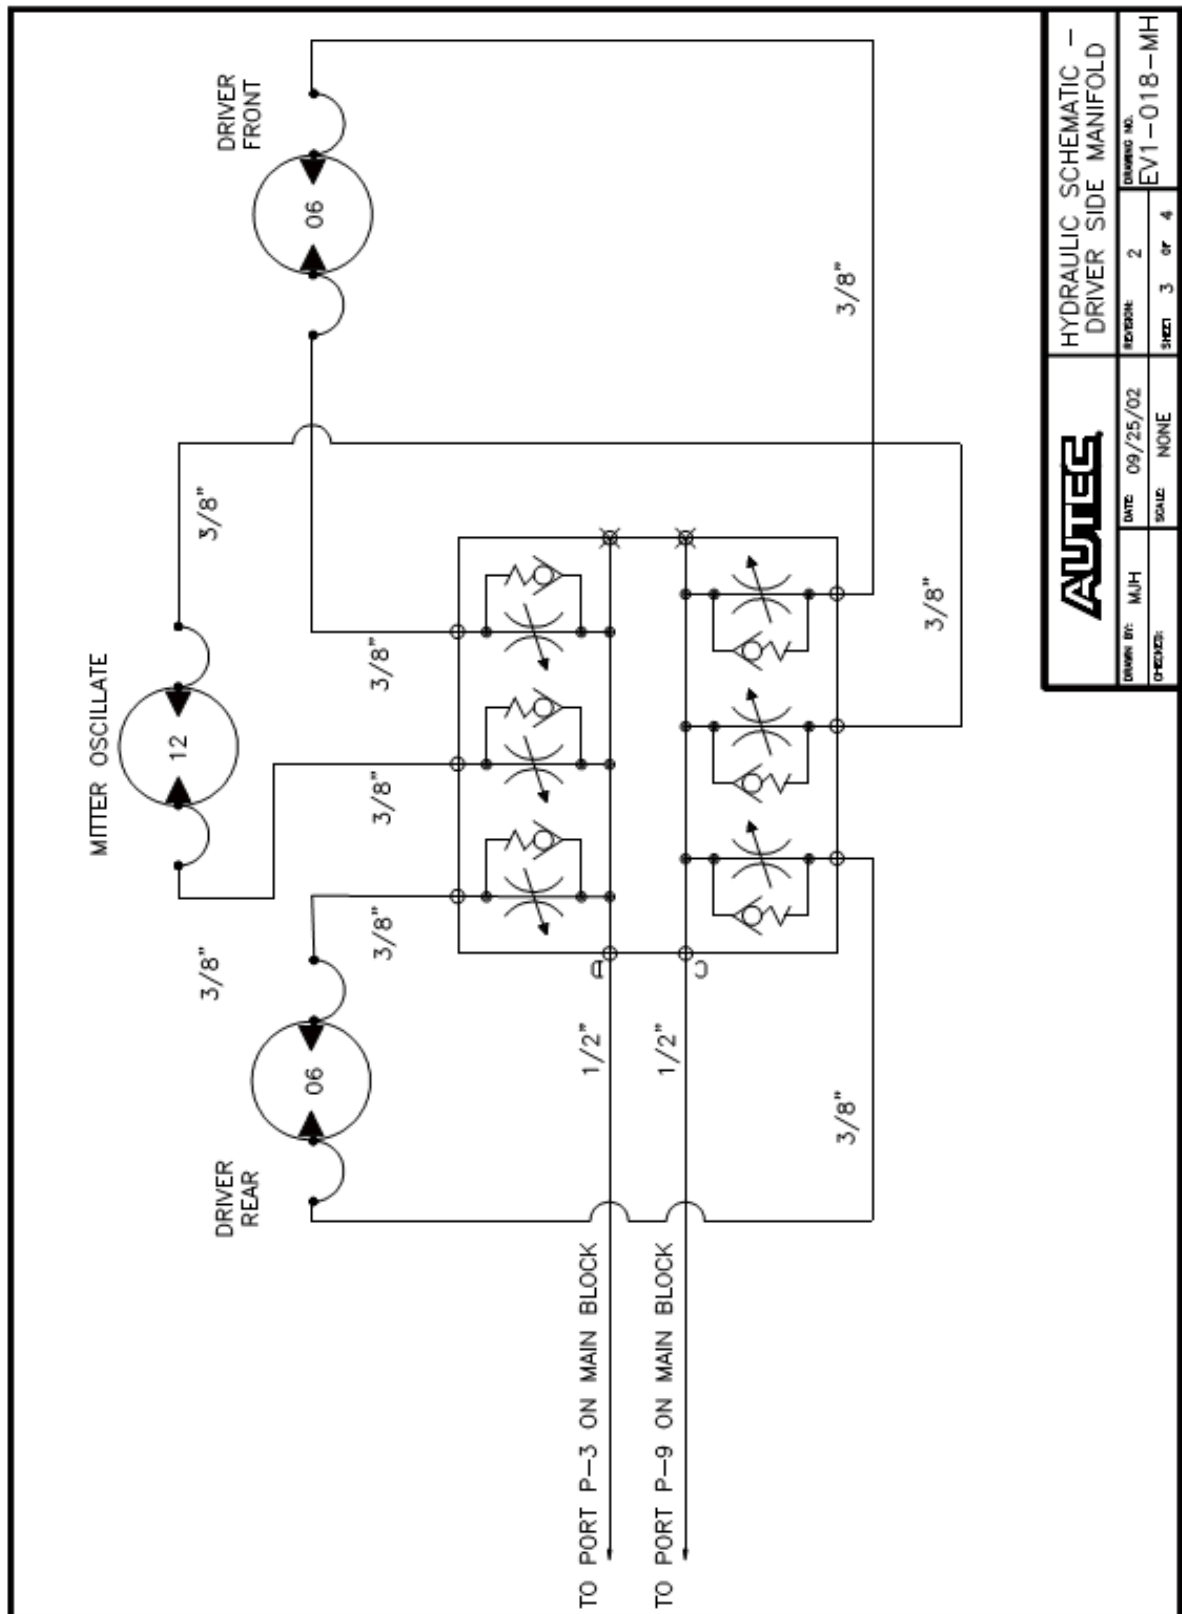 DRIVER
REAR
MITTER OSCILLATE
DRIVER
FRONT
06
12
06
3/8"
3/8"
3/8"
3/8"
3/8"
1/2"
1/2"
D
C
TO PORT P-3 ON MAIN BLOCK
TO PORT P-9 ON MAIN BLOCK
3/8"
3/8"
3/8"
AUTEC
HYDRAULIC SCHEMATIC –
DRIVER SIDE MANIFOLD
DRAWN BY: MJH
DATE: 09/25/02
REVISION: 2
DRAWING NO.
EV1-018-MH
CHECKED:
SCALE: NONE
SHEET 3 OF 4